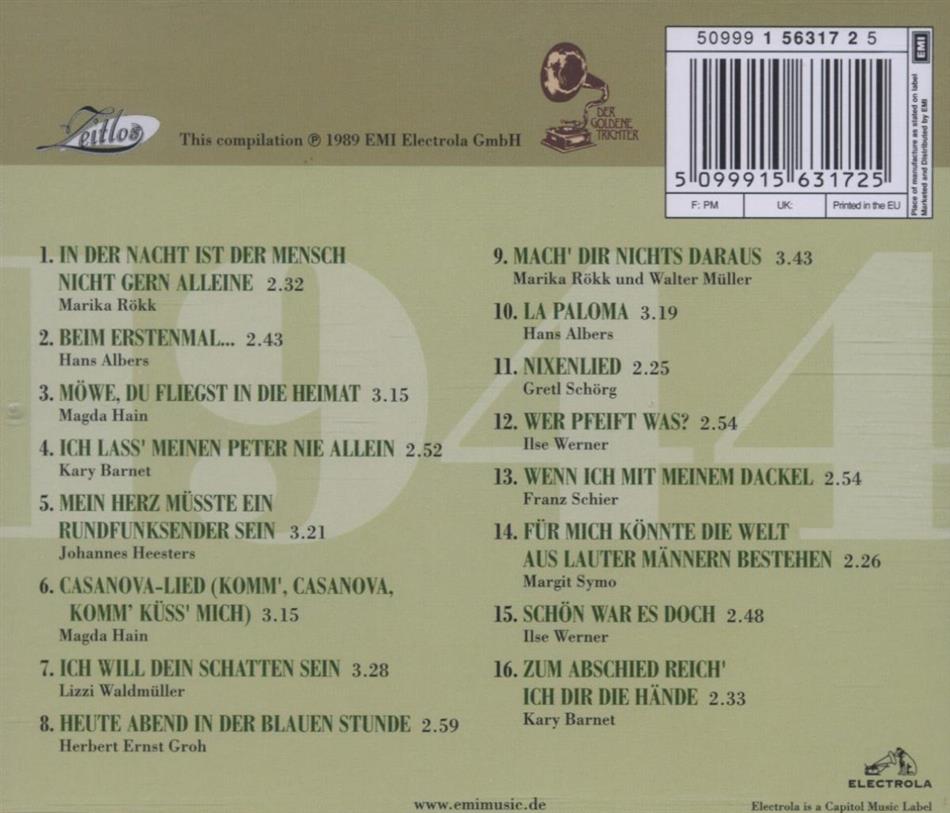 50999 1 56317 2 5
EMI
Place of manufacture as stated on label
Marketed and Distributed by EMI
5 099915 631725
F: PM
UK:
Printed in the EU
Zeitlos
This compilation ℗ 1989 EMI Electrola GmbH
DER
GOLDENE
TRICHTER
1944
1. IN DER NACHT IST DER MENSCH
NICHT GERN ALLEINE 2.32
Marika Rökk
2. BEIM ERSTENMAL... 2.43
Hans Albers
3. MÖWE, DU FLIEGST IN DIE HEIMAT 3.15
Magda Hain
4. ICH LASS' MEINEN PETER NIE ALLEIN 2.52
Kary Barnet
5. MEIN HERZ MÜSSTE EIN
RUNDFUNKSENDER SEIN 3.21
Johannes Heesters
6. CASANOVA-LIED (KOMM', CASANOVA,
KOMM' KÜSS' MICH) 3.15
Magda Hain
7. ICH WILL DEIN SCHATTEN SEIN 3.28
Lizzi Waldmüller
8. HEUTE ABEND IN DER BLAUEN STUNDE 2.59
Herbert Ernst Groh
9. MACH' DIR NICHTS DARAUS 3.43
Marika Rökk und Walter Müller
10. LA PALOMA 3.19
Hans Albers
11. NIXENLIED 2.25
Gretl Schörg
12. WER PFEIFT WAS? 2.54
Ilse Werner
13. WENN ICH MIT MEINEM DACKEL 2.54
Franz Schier
14. FÜR MICH KÖNNTE DIE WELT
AUS LAUTER MÄNNERN BESTEHEN 2.26
Margit Symo
15. SCHÖN WAR ES DOCH 2.48
Ilse Werner
16. ZUM ABSCHIED REICH'
ICH DIR DIE HÄNDE 2.33
Kary Barnet
ELECTROLA
www.emimusic.de
Electrola is a Capitol Music Label